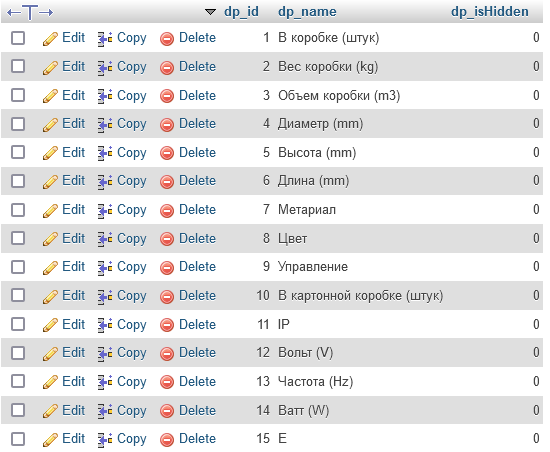 dp_id dp_name dp_isHidden
Edit Copy Delete 1 В коробке (штук) 0
Edit Copy Delete 2 Вес коробки (kg) 0
Edit Copy Delete 3 Объем коробки (m3) 0
Edit Copy Delete 4 Диаметр (mm) 0
Edit Copy Delete 5 Высота (mm) 0
Edit Copy Delete 6 Длина (mm) 0
Edit Copy Delete 7 Метариал 0
Edit Copy Delete 8 Цвет 0
Edit Copy Delete 9 Управление 0
Edit Copy Delete 10 В картонной коробке (штук) 0
Edit Copy Delete 11 IP 0
Edit Copy Delete 12 Вольт (V) 0
Edit Copy Delete 13 Частота (Hz) 0
Edit Copy Delete 14 Ватт (W) 0
Edit Copy Delete 15 E 0